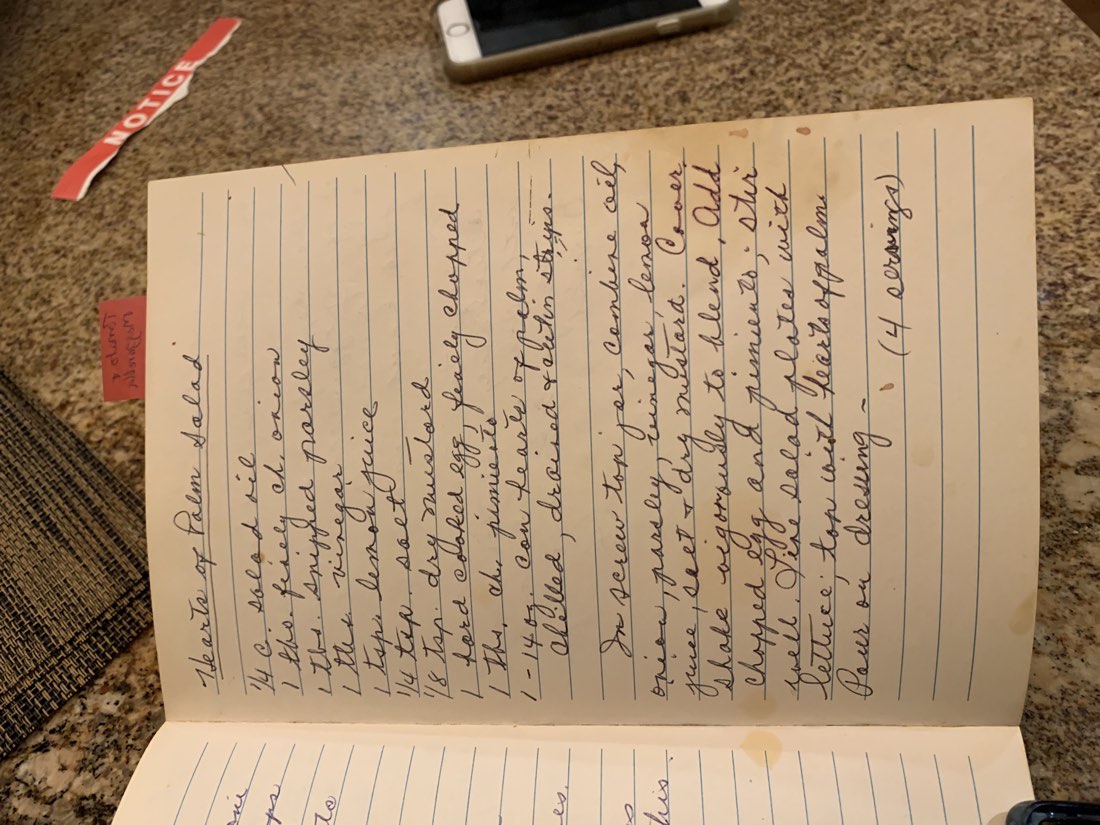 Tomato &
Mozzarella
NOTICE
Hearts of Palm Salad
1/4 c. salad oil
1 tbs. finely ch. onion
1 tbs. snipped parsley
1 tbs. vinegar
1 tsp. lemon juice
1/4 tsp. salt
1/8 tsp. dry mustard
1 hard cooked egg, finely chopped
1 tbs. ch. pimiento
1 - 14 oz. can hearts of palm,
chilled, drained & cut in strips.
In screw top jar, combine oil,
onion, parsley, vinegar, lemon
juice, salt & dry mustard. Cover,
shake vigorously to blend. Add
chopped egg and pimiento; stir
well. Line salad plates with
lettuce; top with hearts of palm.
Pour on dressing ~
(4 servings)
es.
his